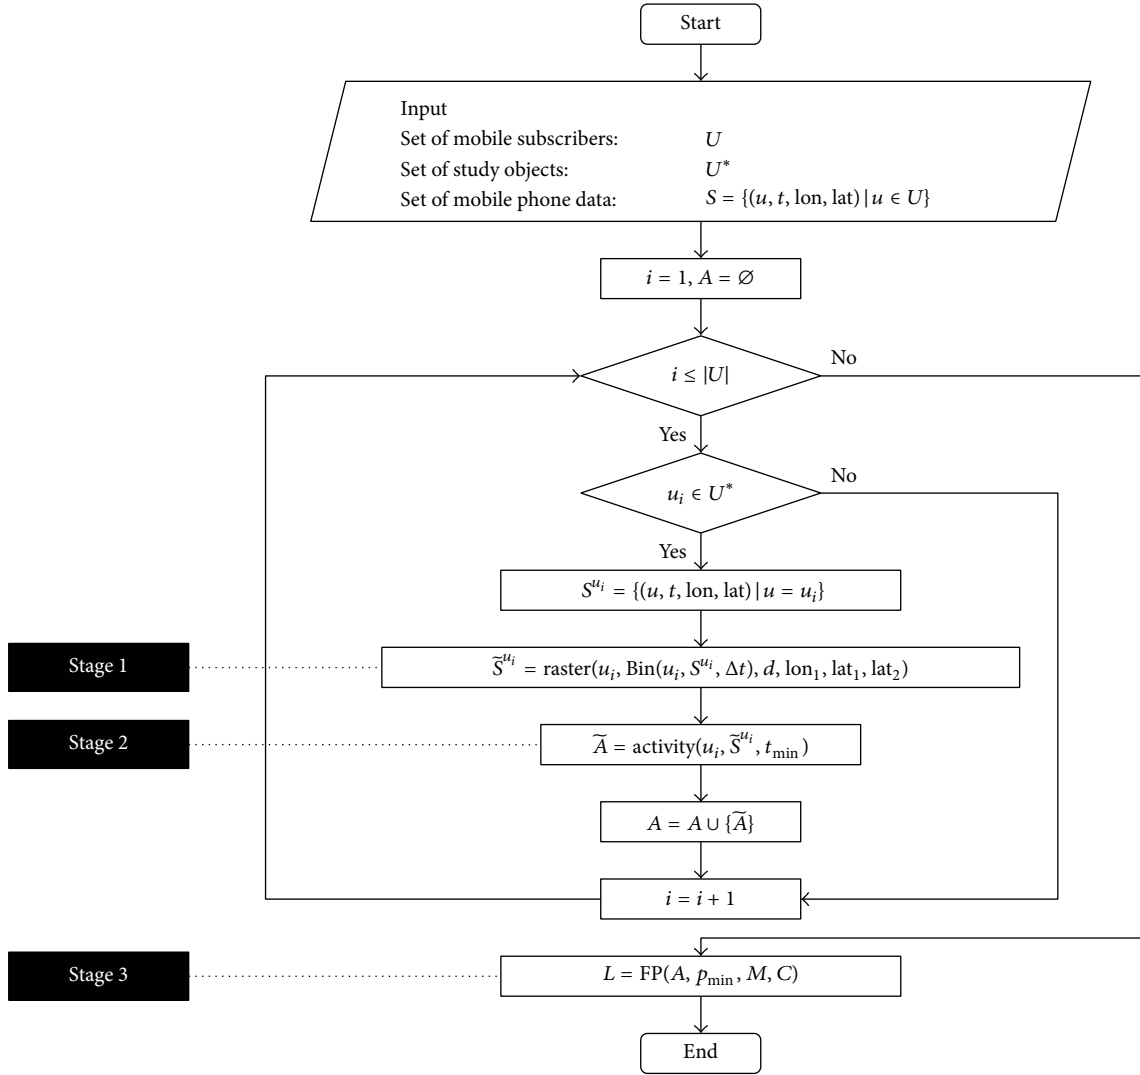 Start
Input
Set of mobile subscribers: U
Set of study objects: U*
Set of mobile phone data: S = {(u, t, lon, lat) | u ∈ U}
i = 1, A = ∅
i ≤ |U|
No
Yes
u_i ∈ U*
No
Yes
S^{u_i} = {(u, t, lon, lat) | u = u_i}
Stage 1
S̃^{u_i} = raster(u_i, Bin(u_i, S^{u_i}, Δt), d, lon_1, lat_1, lat_2)
Stage 2
Ã = activity(u_i, S̃^{u_i}, t_min)
A = A ∪ {Ã}
i = i + 1
Stage 3
L = FP(A, p_min, M, C)
End